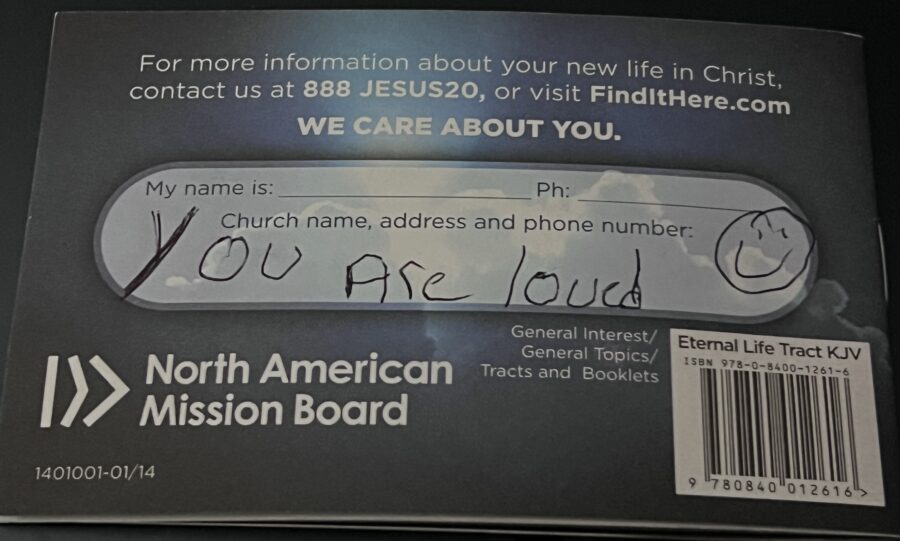 For more information about your new life in Christ,
contact us at 888 JESUS20, or visit FindItHere.com
WE CARE ABOUT YOU.
My name is: Ph:
Church name, address and phone number:
You Are loved
General Interest/
General Topics/
Tracts and Booklets
North American
Mission Board
1401001-01/14
Eternal Life Tract KJV
ISBN 978-0-8400-1261-6
9 780840 012616 >